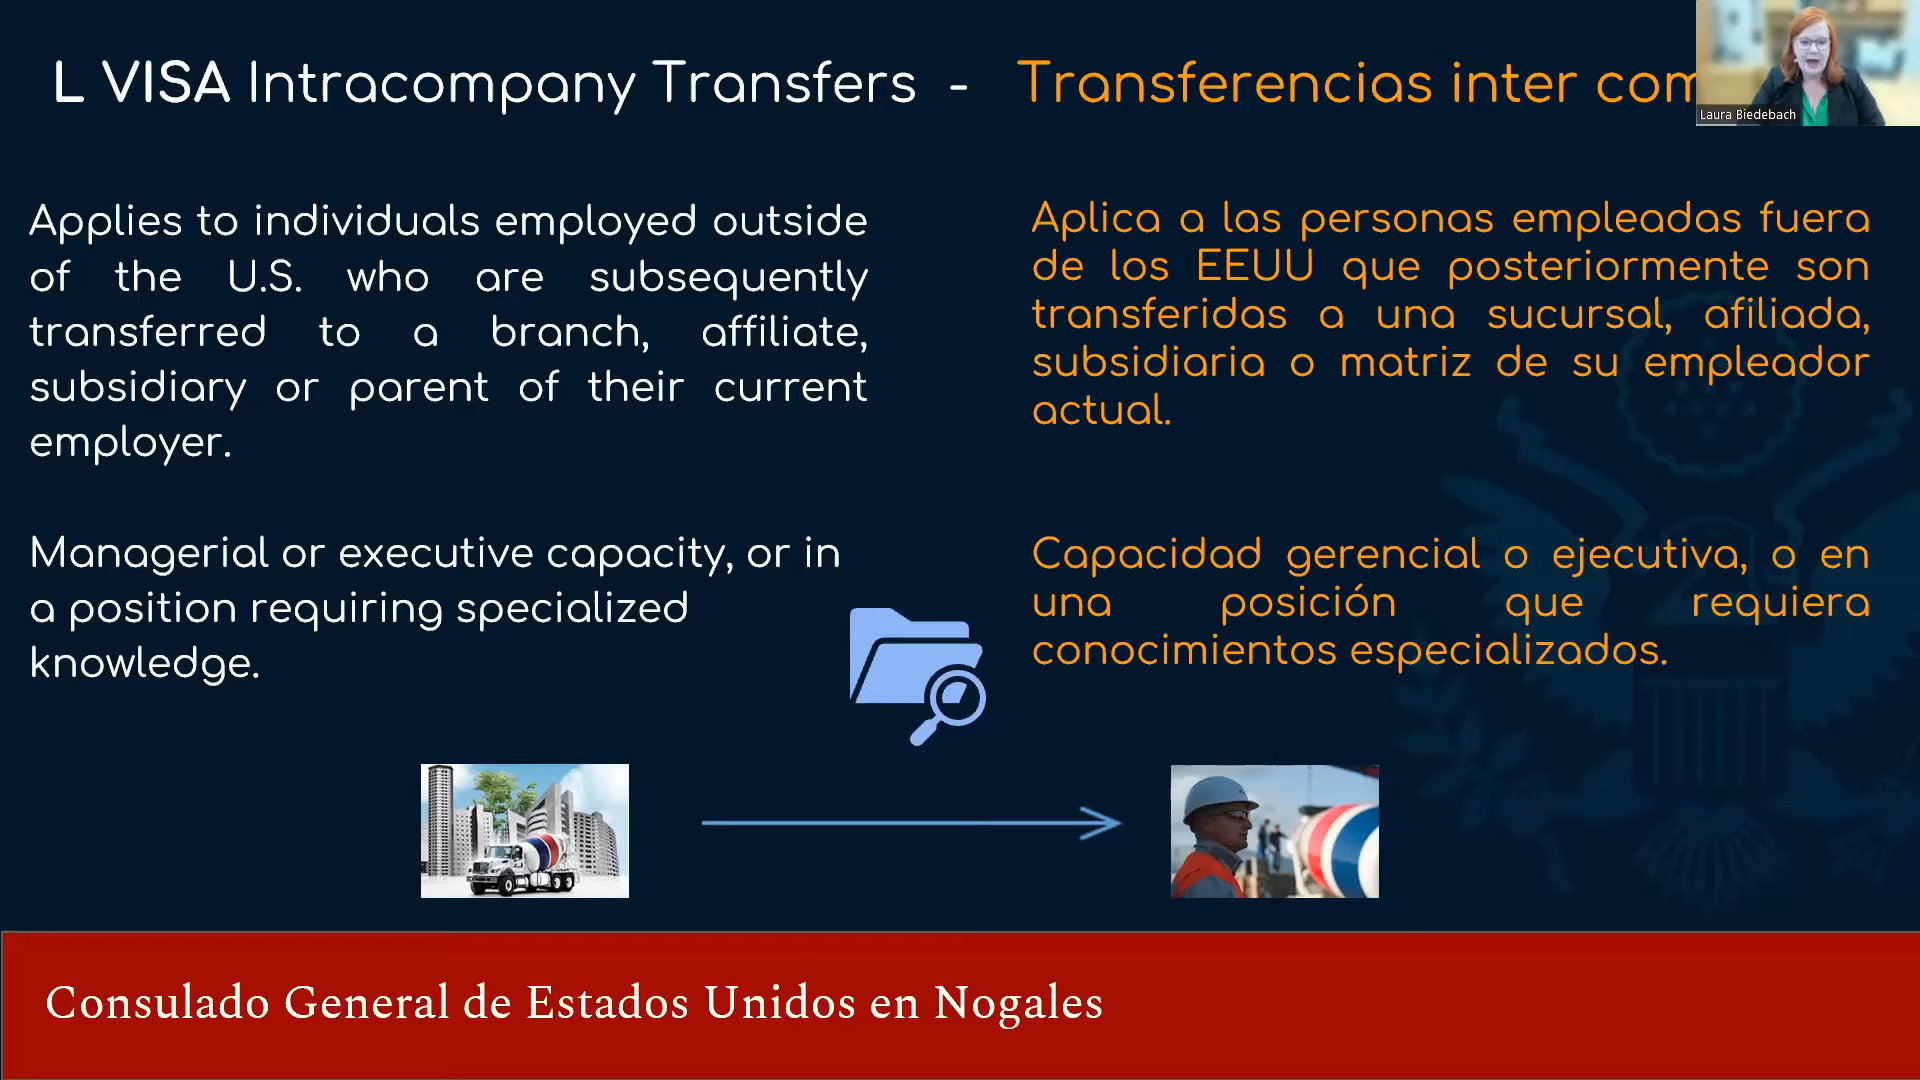 L VISA Intracompany Transfers - Transferencias inter com
Laura Biedebach
Applies to individuals employed outside
of the U.S. who are subsequently
transferred to a branch, affiliate,
subsidiary or parent of their current
employer.
Managerial or executive capacity, or in
a position requiring specialized
knowledge.
Aplica a las personas empleadas fuera
de los EEUU que posteriormente son
transferidas a una sucursal, afiliada,
subsidiaria o matriz de su empleador
actual.
Capacidad gerencial o ejecutiva, o en
una posición que requiera
conocimientos especializados.
Consulado General de Estados Unidos en Nogales